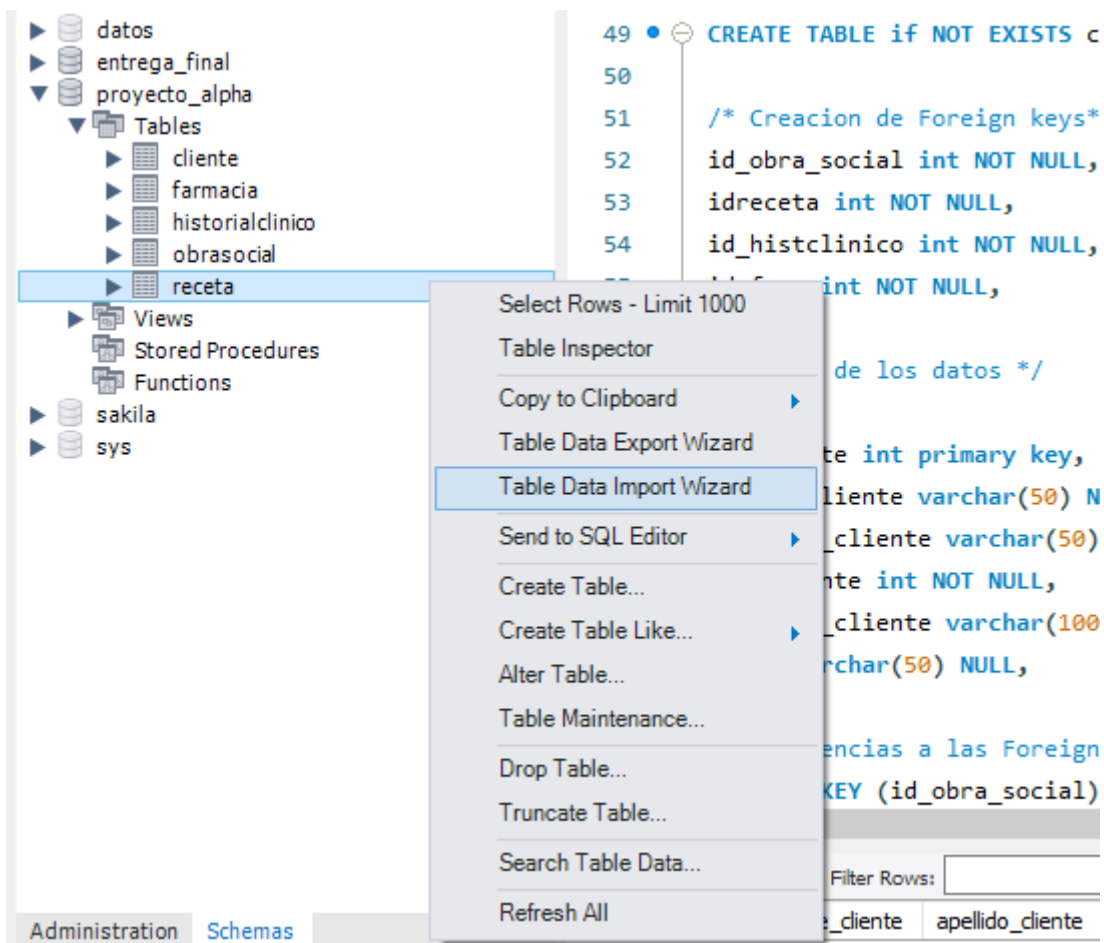 datos
entrega_final
proyecto_alpha
Tables
cliente
farmacia
historialclinico
obrasocial
receta
Views
Stored Procedures
Functions
sakila
sys
Administration Schemas
Select Rows - Limit 1000
Table Inspector
Copy to Clipboard
Table Data Export Wizard
Table Data Import Wizard
Send to SQL Editor
Create Table...
Create Table Like...
Alter Table...
Table Maintenance...
Drop Table...
Truncate Table...
Search Table Data...
Refresh All
49 CREATE TABLE if NOT EXISTS c
50
51 /* Creacion de Foreign keys*
52 id_obra_social int NOT NULL,
53 idreceta int NOT NULL,
54 id_histclinico int NOT NULL,
int NOT NULL,
de los datos */
te int primary key,
liente varchar(50) N
_cliente varchar(50)
nte int NOT NULL,
_cliente varchar(100
rchar(50) NULL,
encias a las Foreign
KEY (id_obra_social)
Filter Rows:
e_cliente apellido_cliente